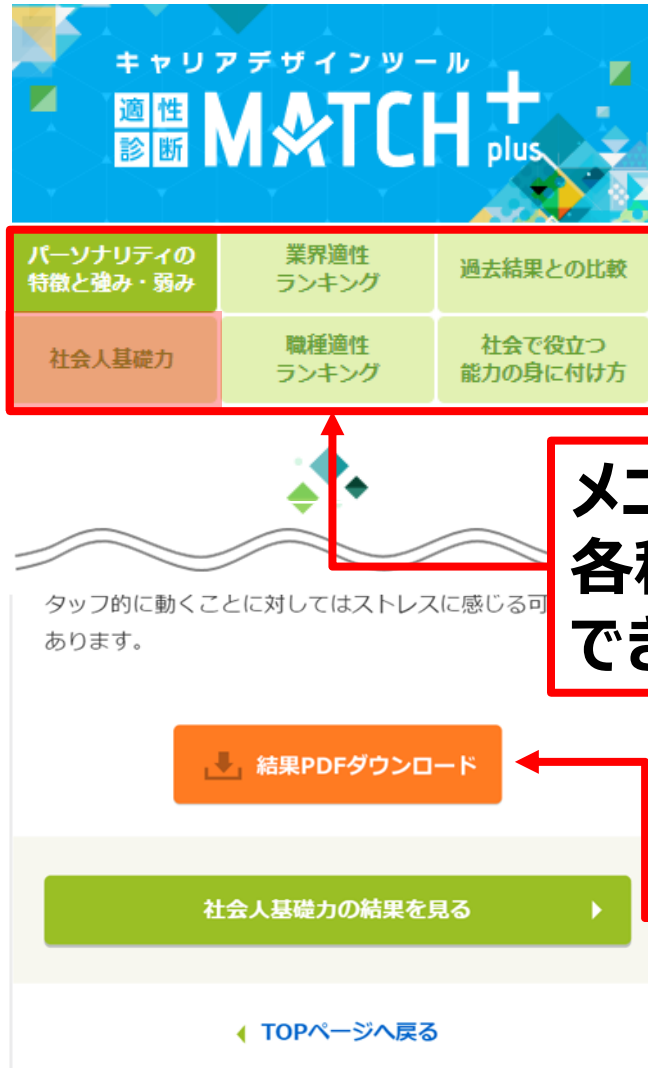 キャリアデザインツール
適性
診断
MATCH+
plus
パーソナリティの
特徴と強み・弱み
業界適性
ランキング
過去結果との比較
社会人基礎力
職種適性
ランキング
社会で役立つ
能力の身に付け方
メニ
各種
でき
タッフ的に動くことに対してはストレスに感じる可
あります。
結果PDFダウンロード
社会人基礎力の結果を見る
TOPページへ戻る